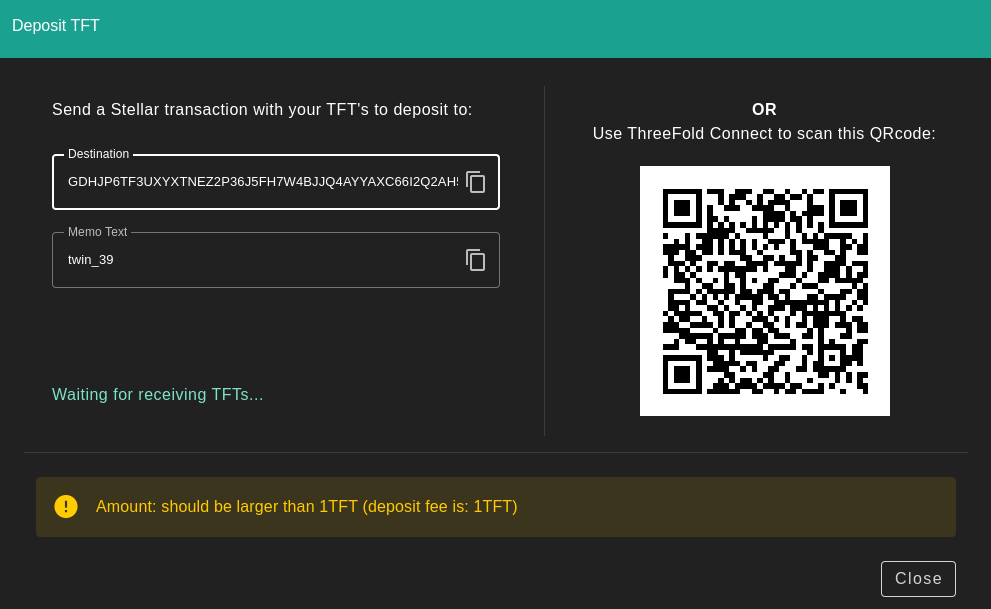 Deposit TFT
Send a Stellar transaction with your TFT's to deposit to:
Destination
GDHJP6TF3UXYXTNEZ2P36J5FH7W4BJJQ4AYYAXC66I2Q2AH5
Memo Text
twin_39
Waiting for receiving TFTs...
OR
Use ThreeFold Connect to scan this QRcode:
Amount: should be larger than 1TFT (deposit fee is: 1TFT)
Close